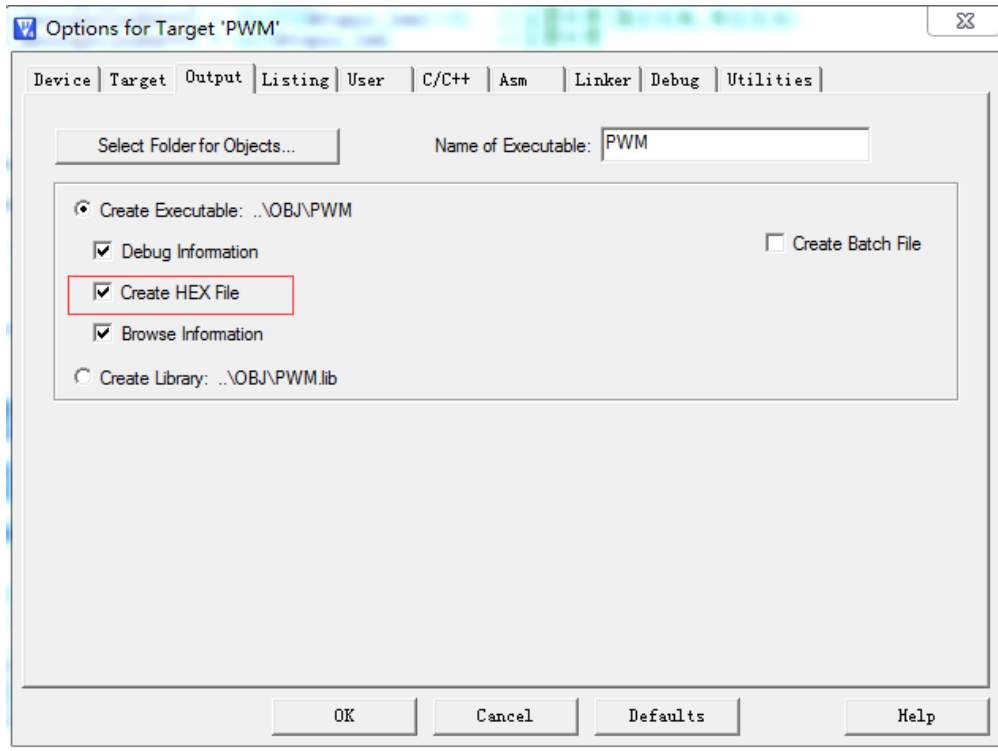 Options for Target 'PWM'
Device Target Output Listing User C/C++ Asm Linker Debug Utilities
Select Folder for Objects... Name of Executable: PWM
Create Executable: ..\OBJ\PWM
Debug Information Create Batch File
Create HEX File
Browse Information
Create Library: ..\OBJ\PWM.lib
OK Cancel Defaults Help